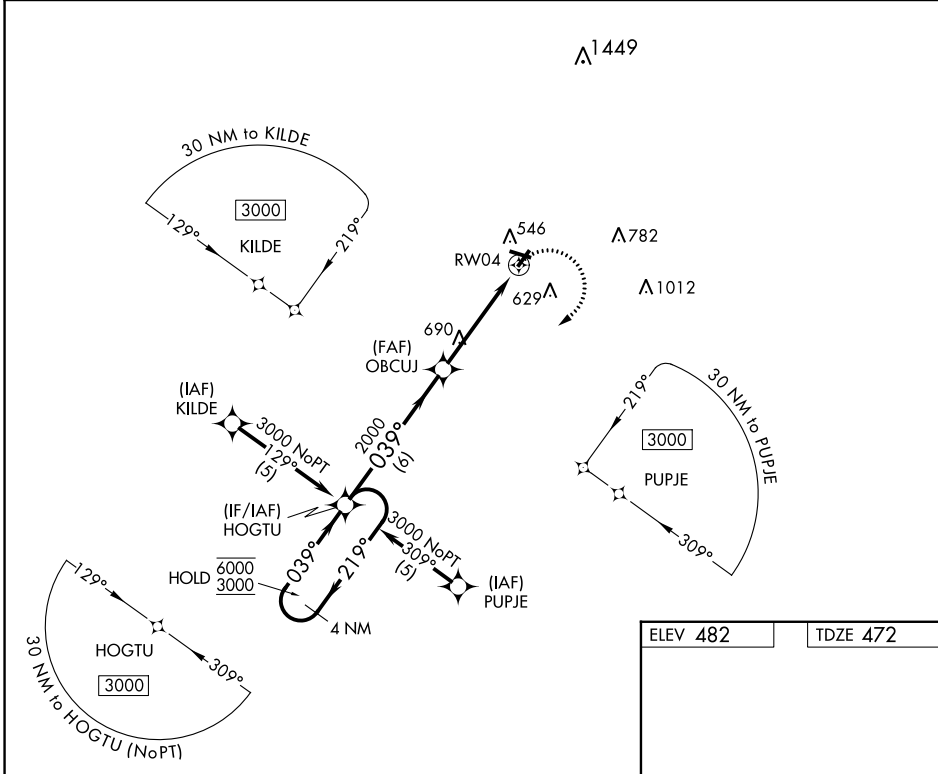 1449
30 NM to KILDE
3000
129°
219°
KILDE
546
782
RW04
629
1012
690
(FAF)
OBCUJ
(IAF)
KILDE
3000 NoPT
129°
(5)
2000
039°
(6)
219°
30 NM to PUPJE
3000
PUPJE
309°
(IF/IAF)
HOGTU
3000 NoPT
309°
(5)
039°
219°
HOLD 6000
3000
(IAF)
PUPJE
4 NM
129°
HOGTU
309°
3000
30 NM to HOGTU (NoPT)
ELEV 482
TDZE 472